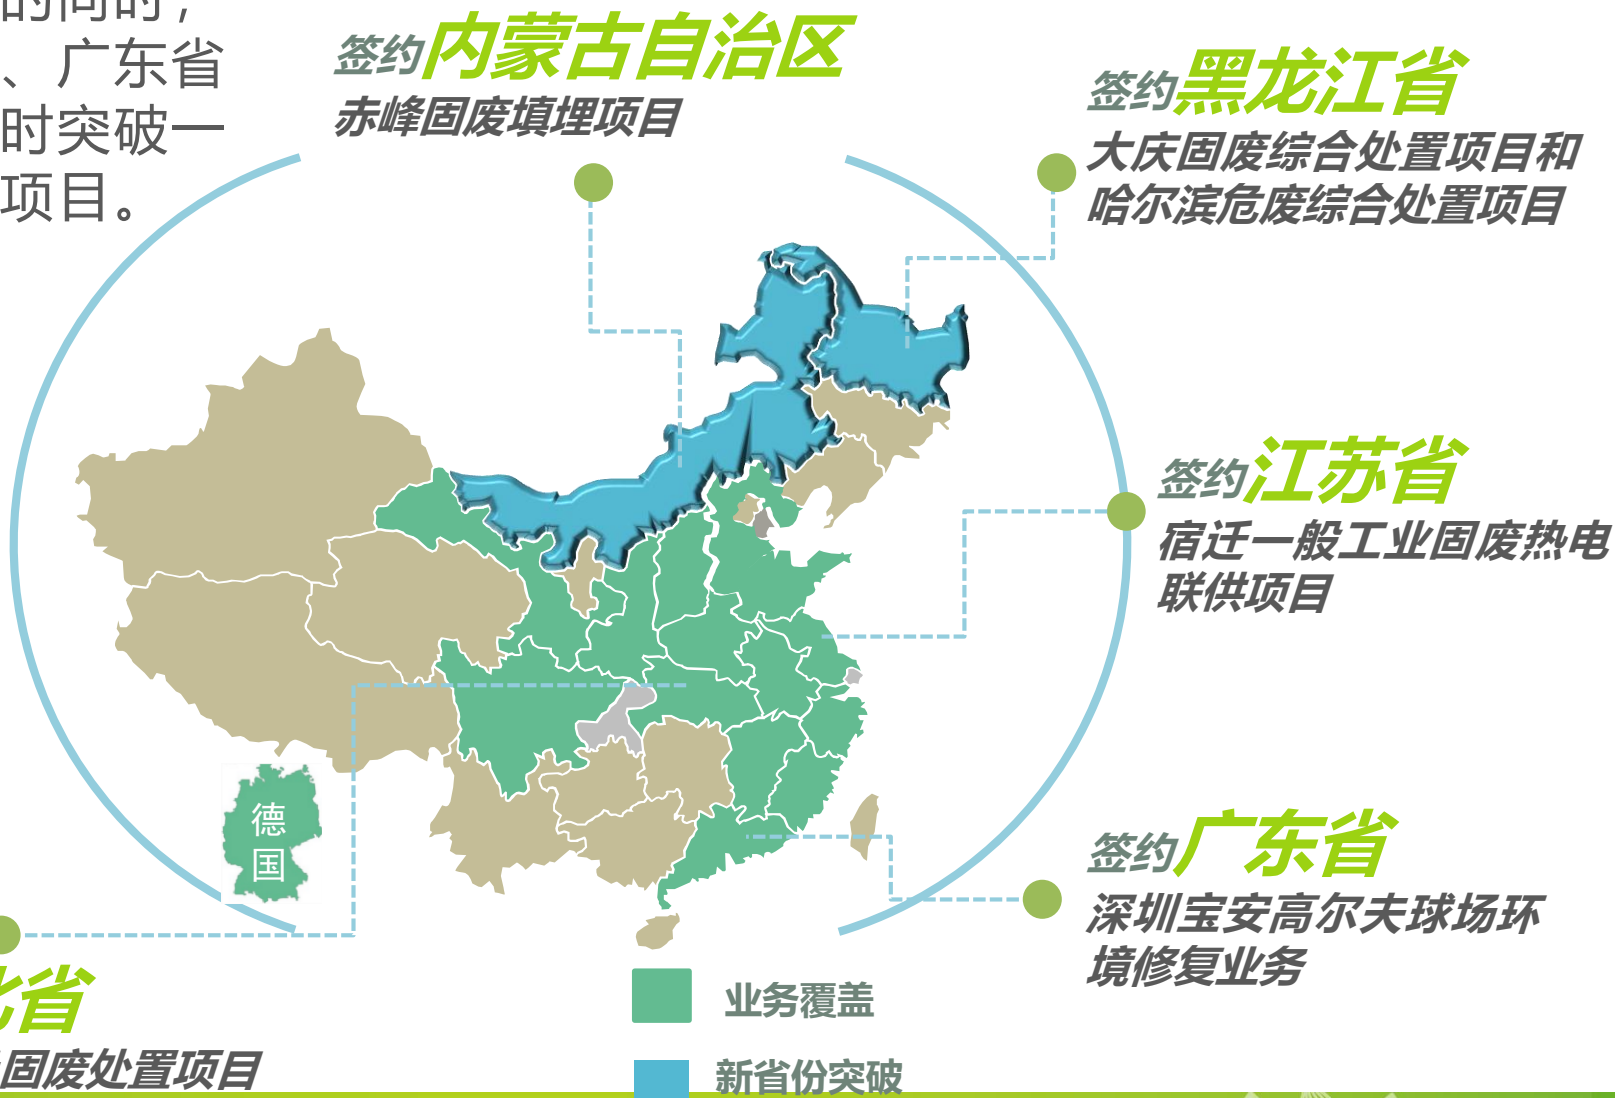 的同时，
、广东省
时突破一
项目。
签约内蒙古自治区
赤峰固废填埋项目
签约黑龙江省
大庆固废综合处置项目和
哈尔滨危废综合处置项目
签约江苏省
宿迁一般工业固废热电
联供项目
德
国
签约广东省
深圳宝安高尔夫球场环
境修复业务
省
固废处置项目
业务覆盖
新省份突破